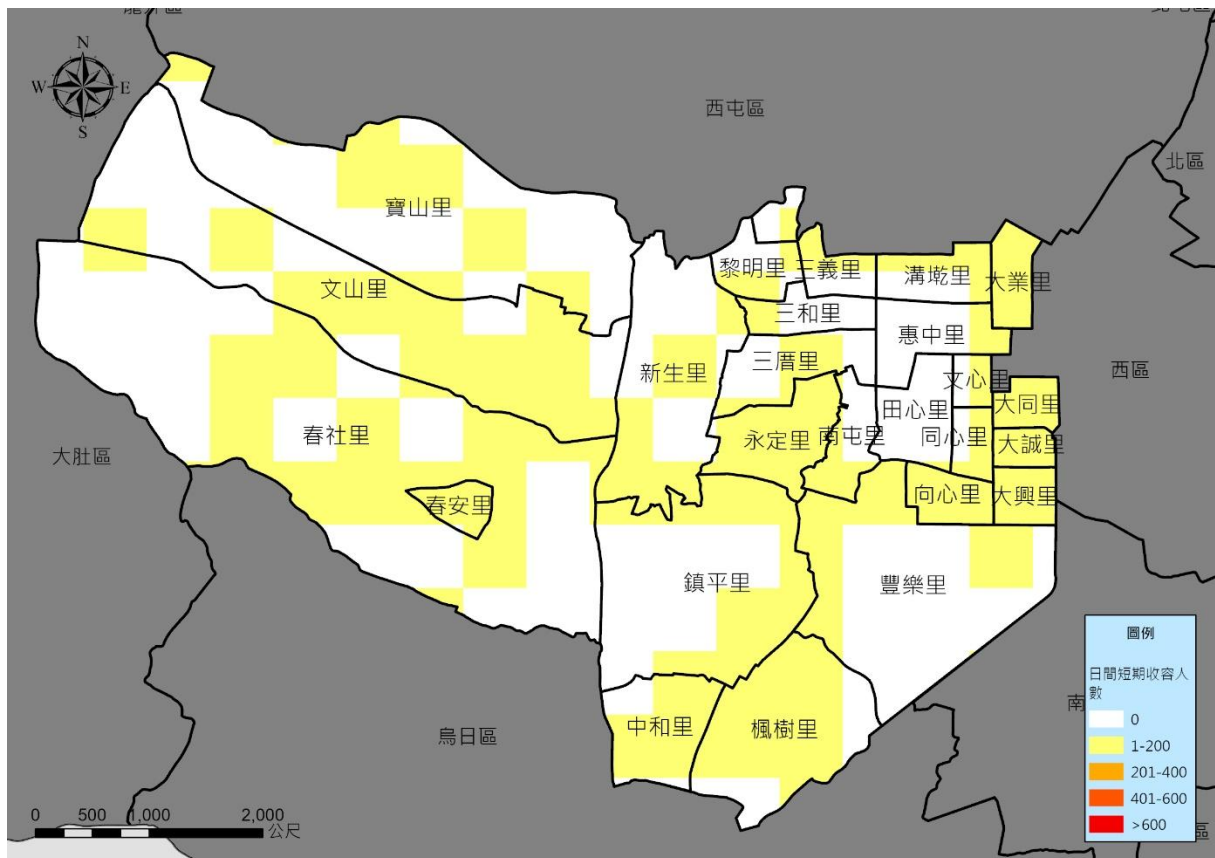 N
W
E
S
西屯區
北區
寶山里
黎明里
三義里
溝墘里
大業里
文山里
三和里
惠中里
新生里
三厝里
文心里
西區
大同里
田心里
春社里
永定里
南屯里
同心里
大誠里
大肚區
春安里
向心里
大興里
鎮平里
豐樂里
圖例
日間短期收容人
數
0
1-200
201-400
401-600
>600
南
中和里
楓樹里
烏日區
區
0
500
1,000
2,000
公尺